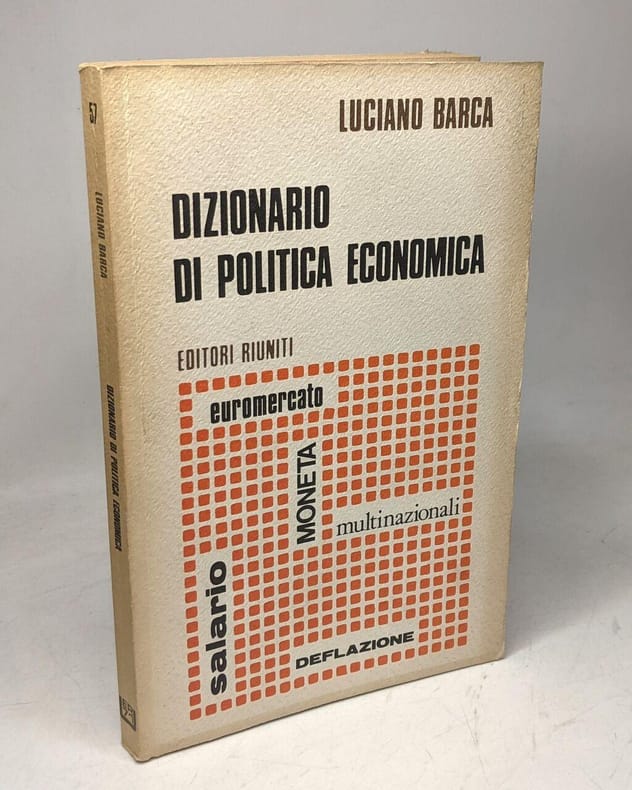 LUCIANO BARCA
DIZIONARIO
DI POLITICA ECONOMICA
EDITORI RIUNITI
euromercato
MONETA
multinazionali
salario
DEFLAZIONE
57
LUCIANO BARCA
DIZIONARIO DI POLITICA ECONOMICA